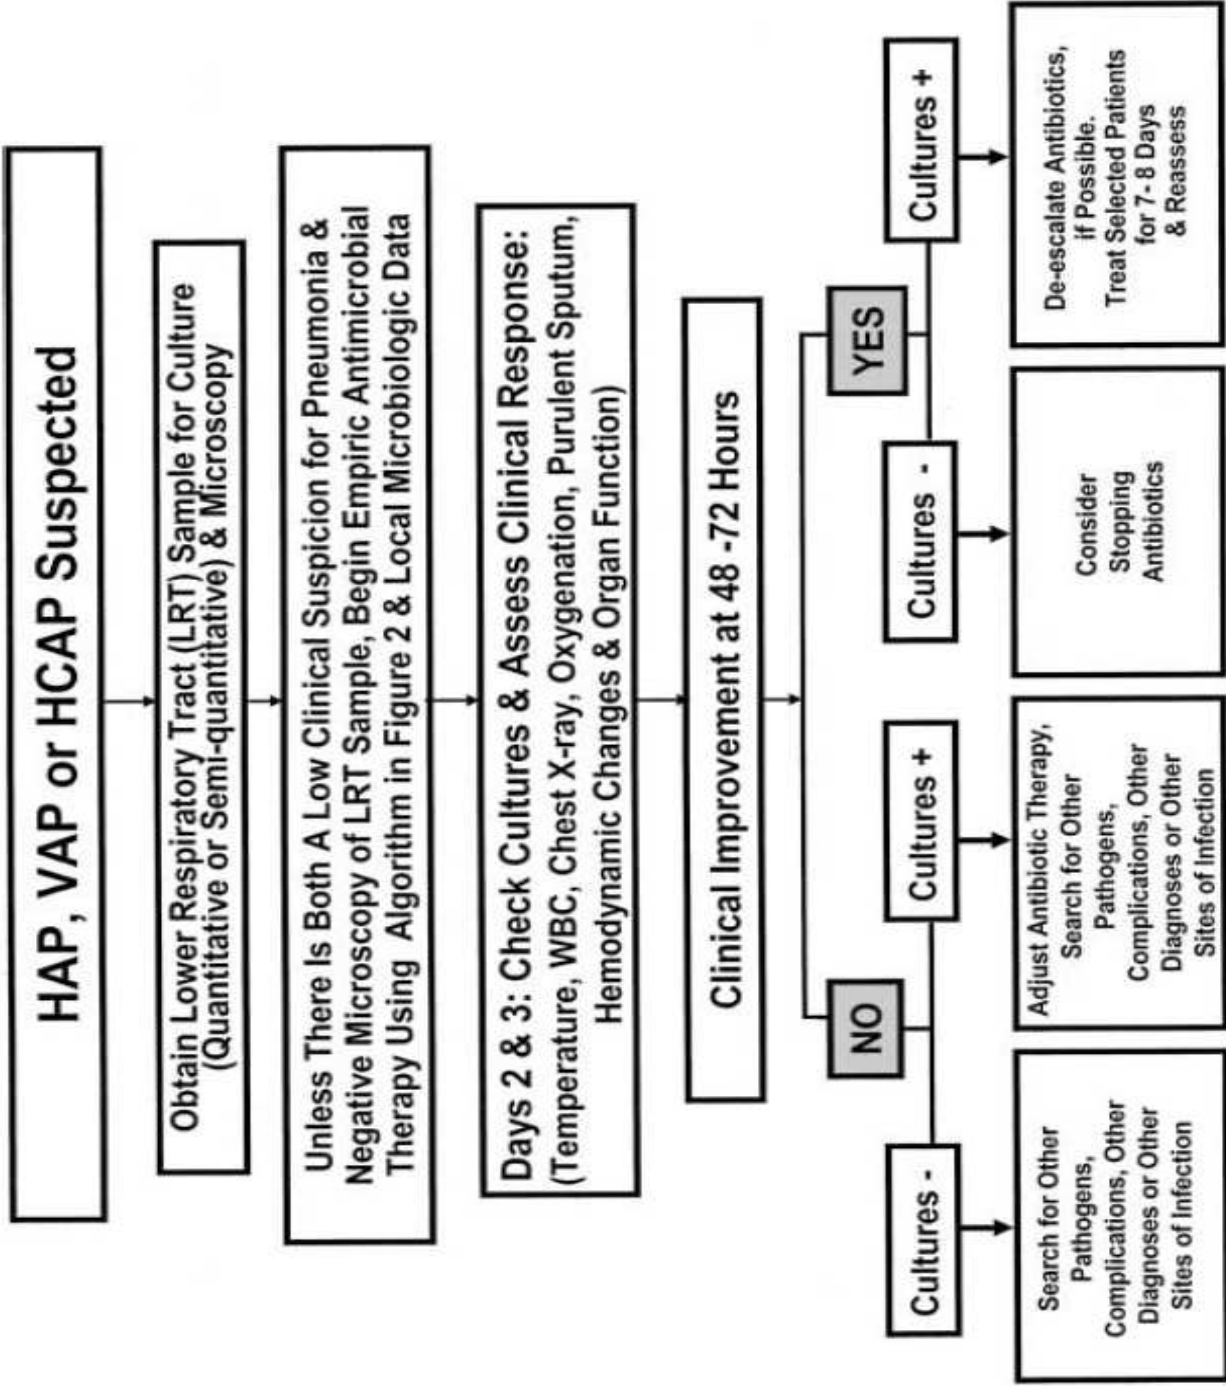 HAP, VAP or HCAP Suspected
Obtain Lower Respiratory Tract (LRT) Sample for Culture
(Quantitative or Semi-quantitative) & Microscopy
Unless There Is Both A Low Clinical Suspicion for Pneumonia &
Negative Microscopy of LRT Sample, Begin Empiric Antimicrobial
Therapy Using Algorithm in Figure 2 & Local Microbiologic Data
Days 2 & 3: Check Cultures & Assess Clinical Response:
(Temperature, WBC, Chest X-ray, Oxygenation, Purulent Sputum,
Hemodynamic Changes & Organ Function)
Clinical Improvement at 48 -72 Hours
NO
YES
Cultures -
Cultures +
Cultures -
Cultures +
Search for Other
Pathogens,
Complications, Other
Diagnoses or Other
Sites of Infection
Adjust Antibiotic Therapy,
Search for Other
Pathogens,
Complications, Other
Diagnoses or Other
Sites of Infection
Consider
Stopping
Antibiotics
De-escalate Antibiotics,
if Possible.
Treat Selected Patients
for 7- 8 Days
& Reassess